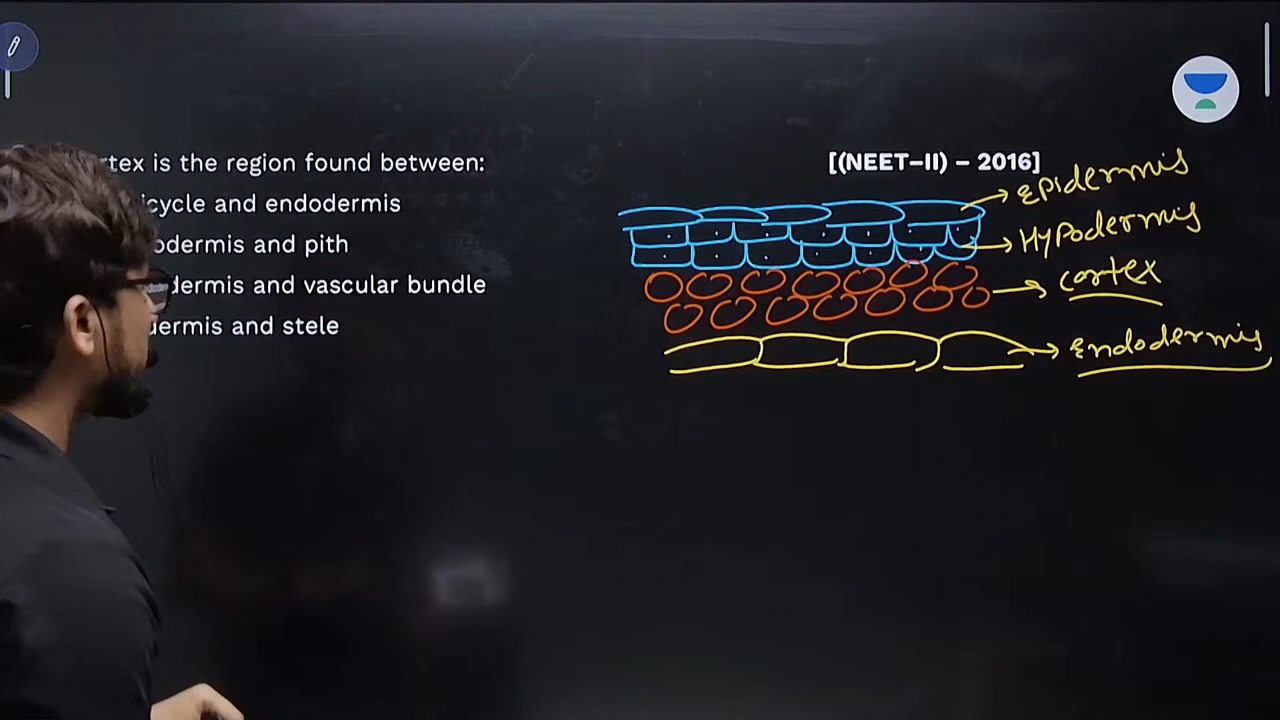 rtex is the region found between:
icycle and endodermis
odermis and pith
dermis and vascular bundle
dermis and stele
[(NEET–II) – 2016]
Epidermis
Hypodermis
cortex
Endodermis